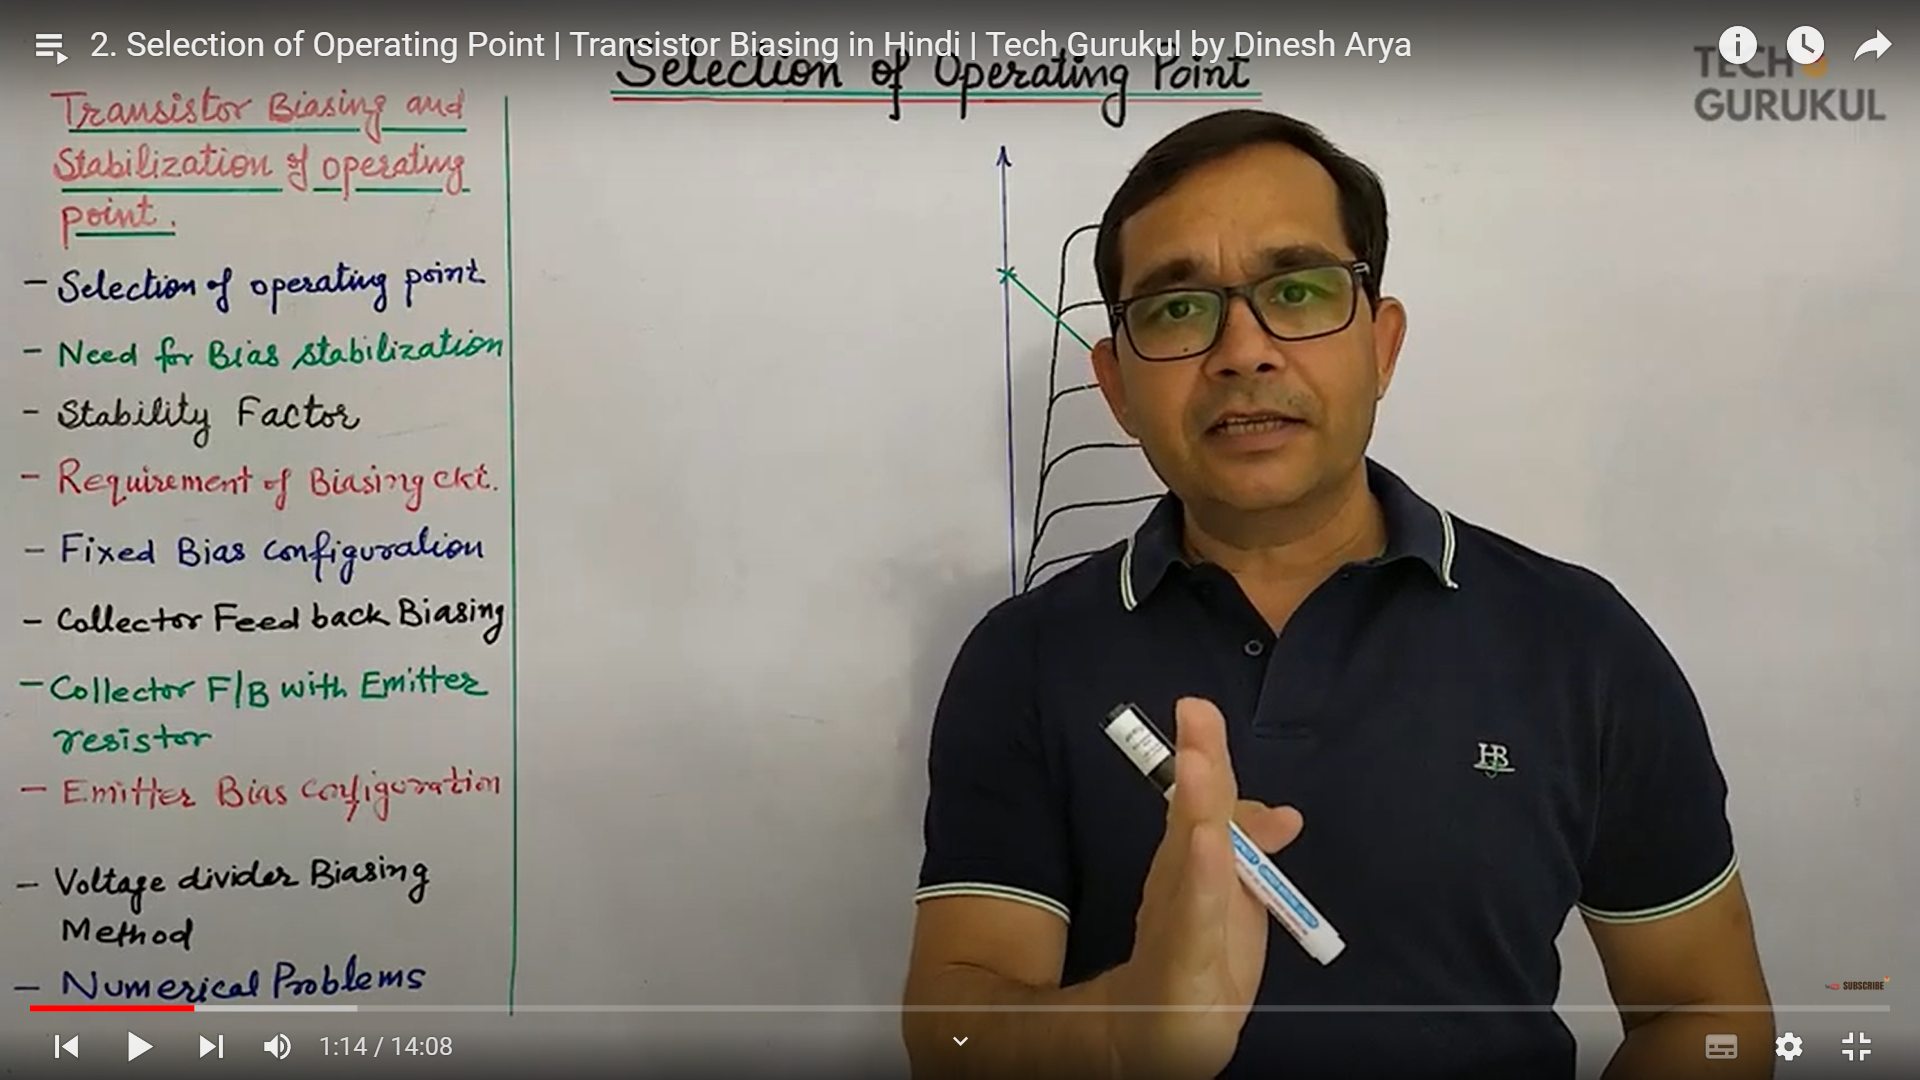 2. Selection of Operating Point | Transistor Biasing in Hindi | Tech Gurukul by Dinesh Arya
Selection of Operating Point
TECH
GURUKUL
Transistor Biasing and
Stabilization of operating
point.
- Selection of operating point
- Need for Bias stabilization
- Stability Factor
- Requirement of Biasing ckt.
- Fixed Bias configuration
- Collector Feed back Biasing
- Collector F/B with Emitter
resistor
- Emitter Bias configuration
- Voltage divider Biasing
Method
- Numerical Problems
HB
SUBSCRIBE
1:14 / 14:08